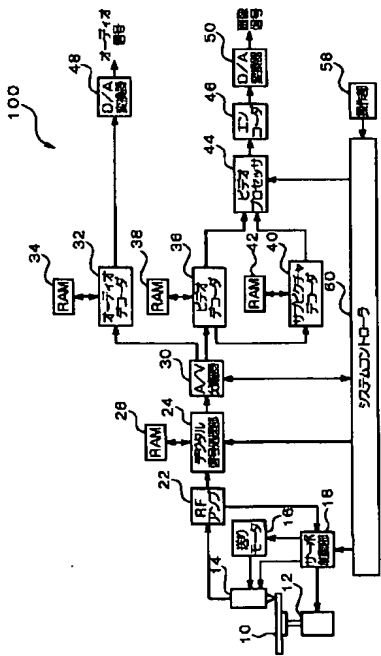 100
48
D/A
変換器
オーディオ
信号
34
RAM
32
オーディオ
デコーダ
50
D/A
信号
46
エン
コーダ
44
ビデオ
プロセッサ
38
RAM
36
ビデオ
デコーダ
42
RAM
40
サブピクチャ
デコーダ
58
操作部
26
RAM
30
A/V
24
デジタル
信号処理部
22
RF
アンプ
16
送り
モータ
14
18
サーボ
制御部
12
10
60
システムコントローラ